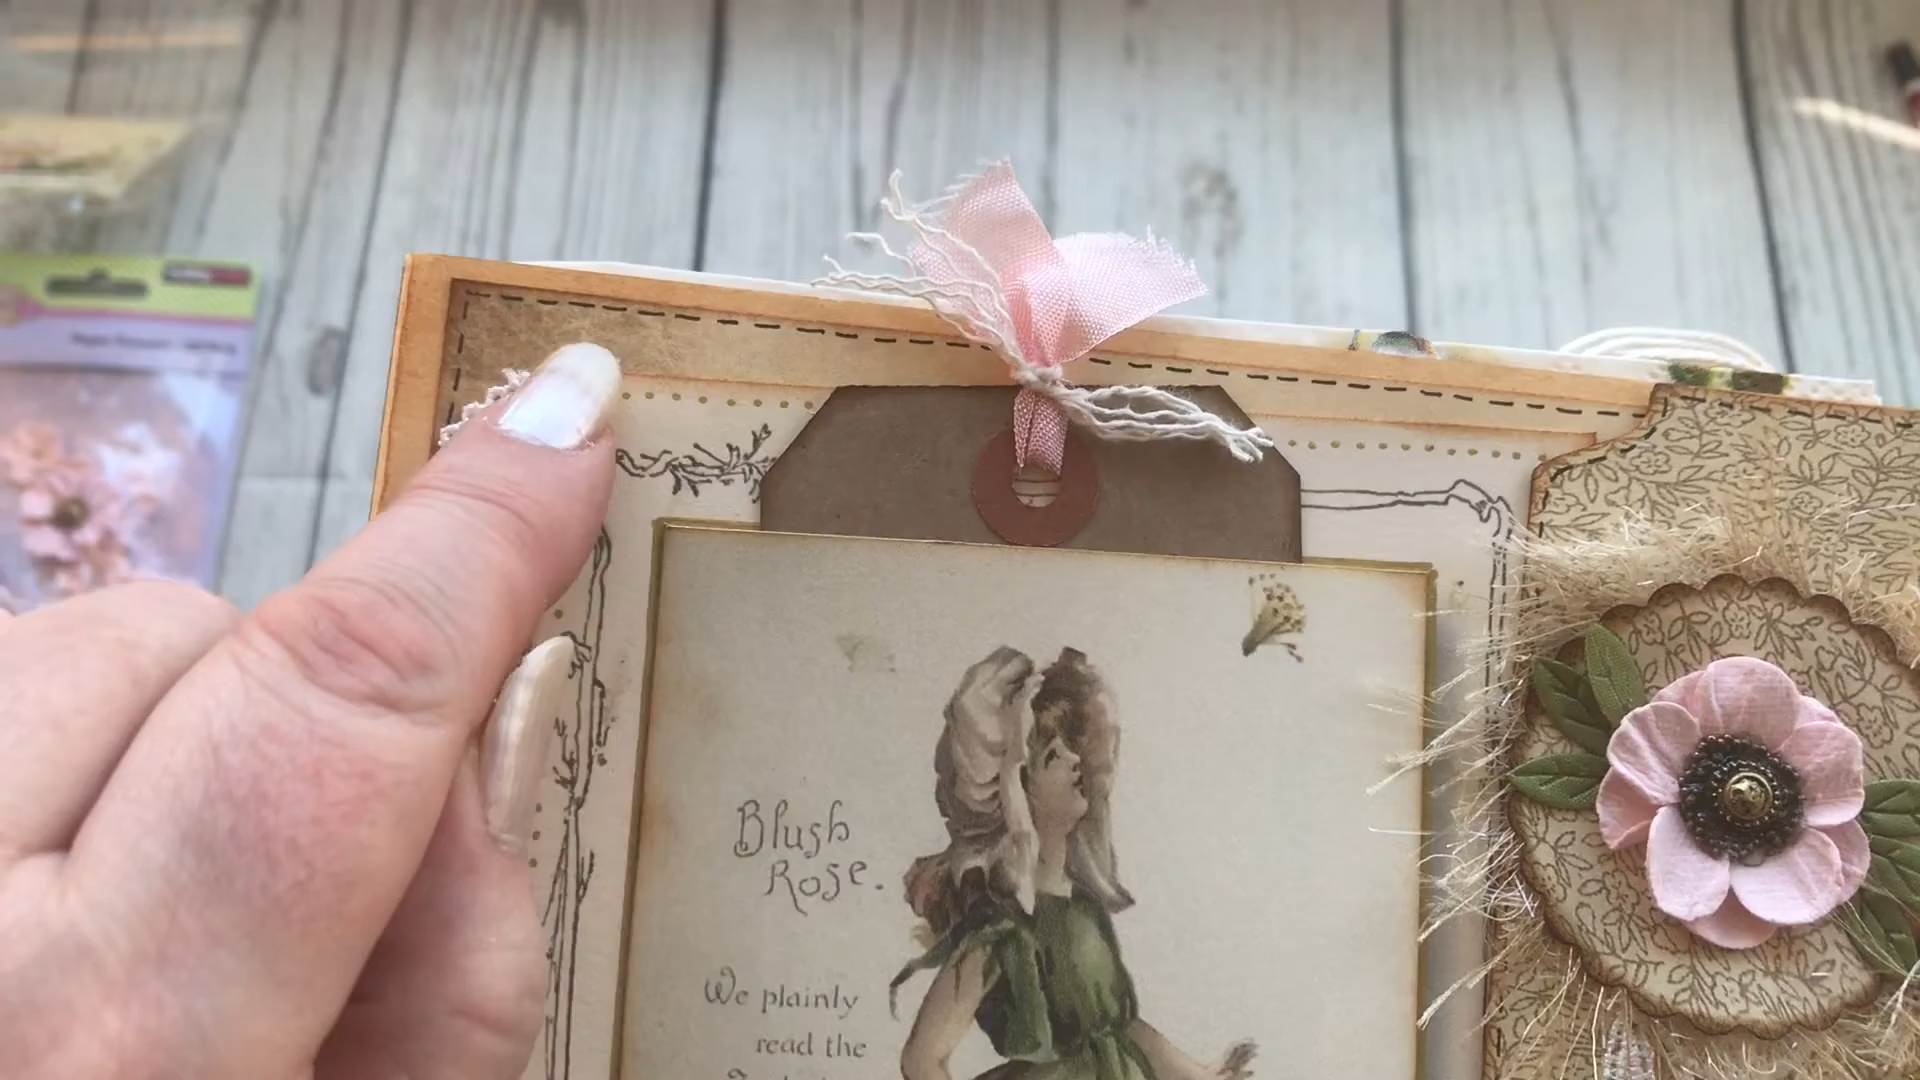 Blush
Rose.
We plainly
read the